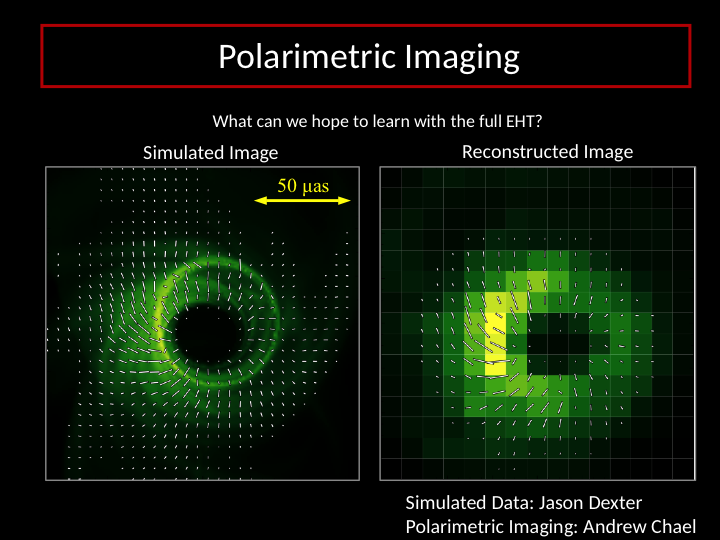 Polarimetric Imaging
What can we hope to learn with the full EHT?
Simulated Image
Reconstructed Image
50 μas
Simulated Data: Jason Dexter
Polarimetric Imaging: Andrew Chael